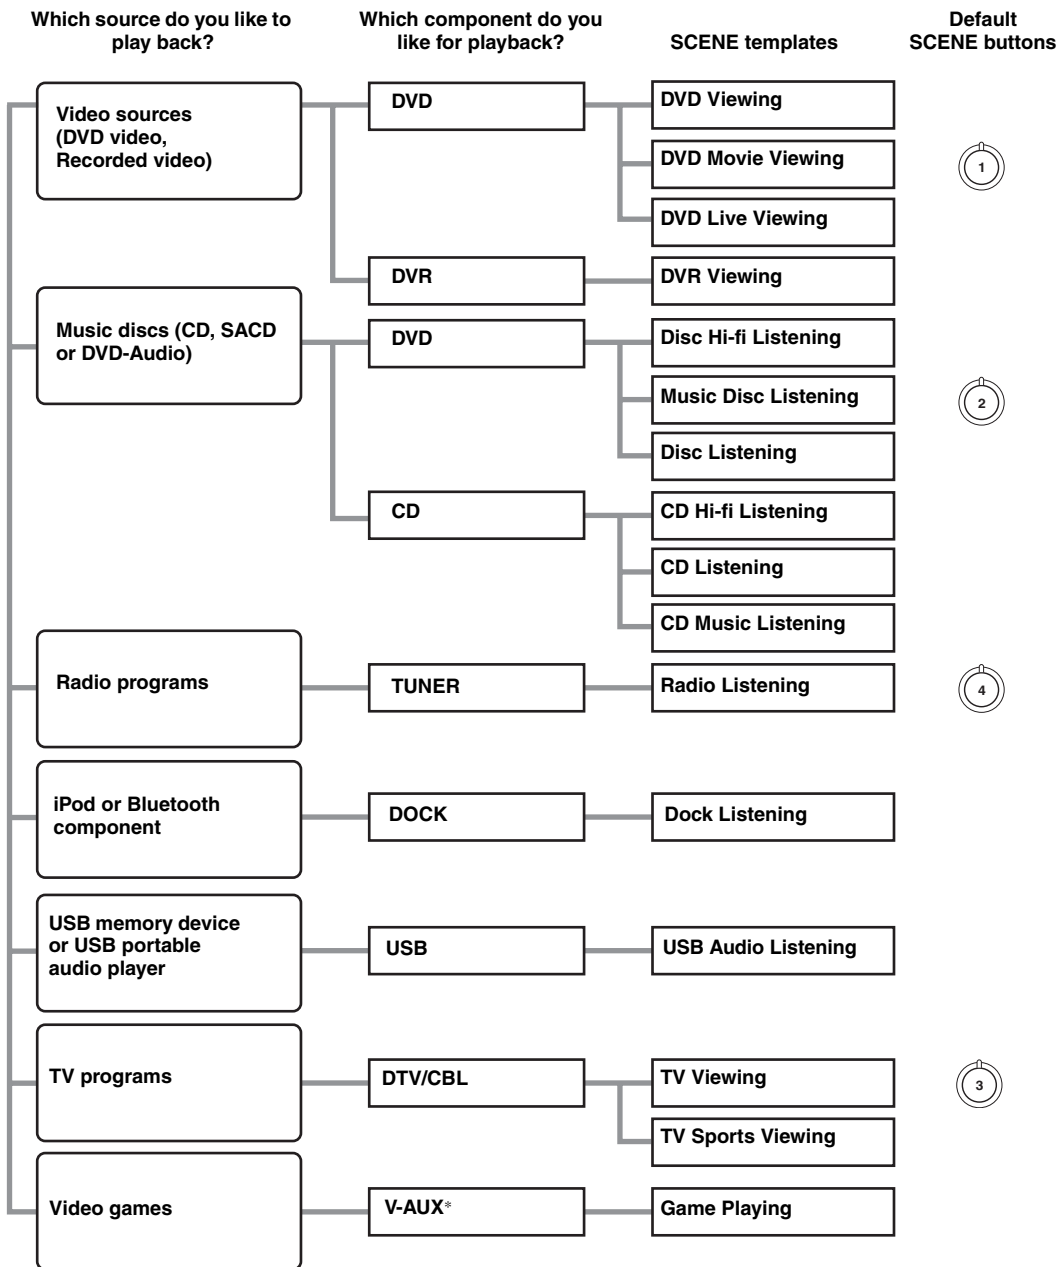 Which source do you like to
play back?
Which component do you
like for playback?
SCENE templates
Default
SCENE buttons
Video sources
(DVD video,
Recorded video)
DVD
DVD Viewing
DVD Movie Viewing
1
DVD Live Viewing
DVR
DVR Viewing
Music discs (CD, SACD
or DVD-Audio)
DVD
Disc Hi-fi Listening
Music Disc Listening
2
Disc Listening
CD
CD Hi-fi Listening
CD Listening
CD Music Listening
Radio programs
TUNER
Radio Listening
4
iPod or Bluetooth
component
DOCK
Dock Listening
USB memory device
or USB portable
audio player
USB
USB Audio Listening
TV programs
DTV/CBL
TV Viewing
3
TV Sports Viewing
Video games
V-AUX*
Game Playing